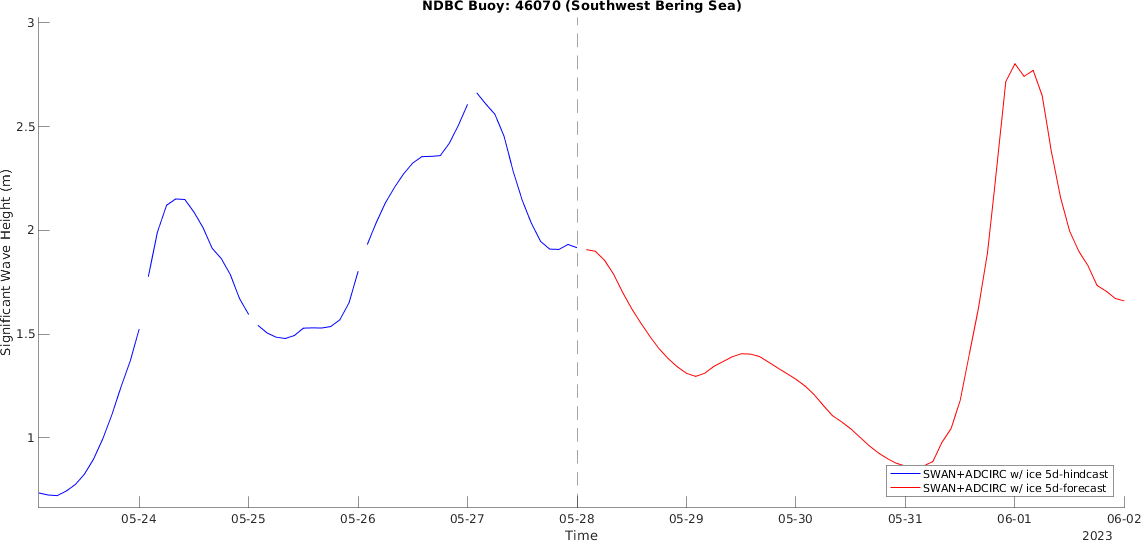 NDBC Buoy: 46070 (Southwest Bering Sea)
3
2.5
2
1.5
1
Significant Wave Height (m)
SWAN+ADCIRC w/ ice 5d-hindcast
SWAN+ADCIRC w/ ice 5d-forecast
05-24 05-25 05-26 05-27 05-28 05-29 05-30 05-31 06-01 06-02
Time
2023